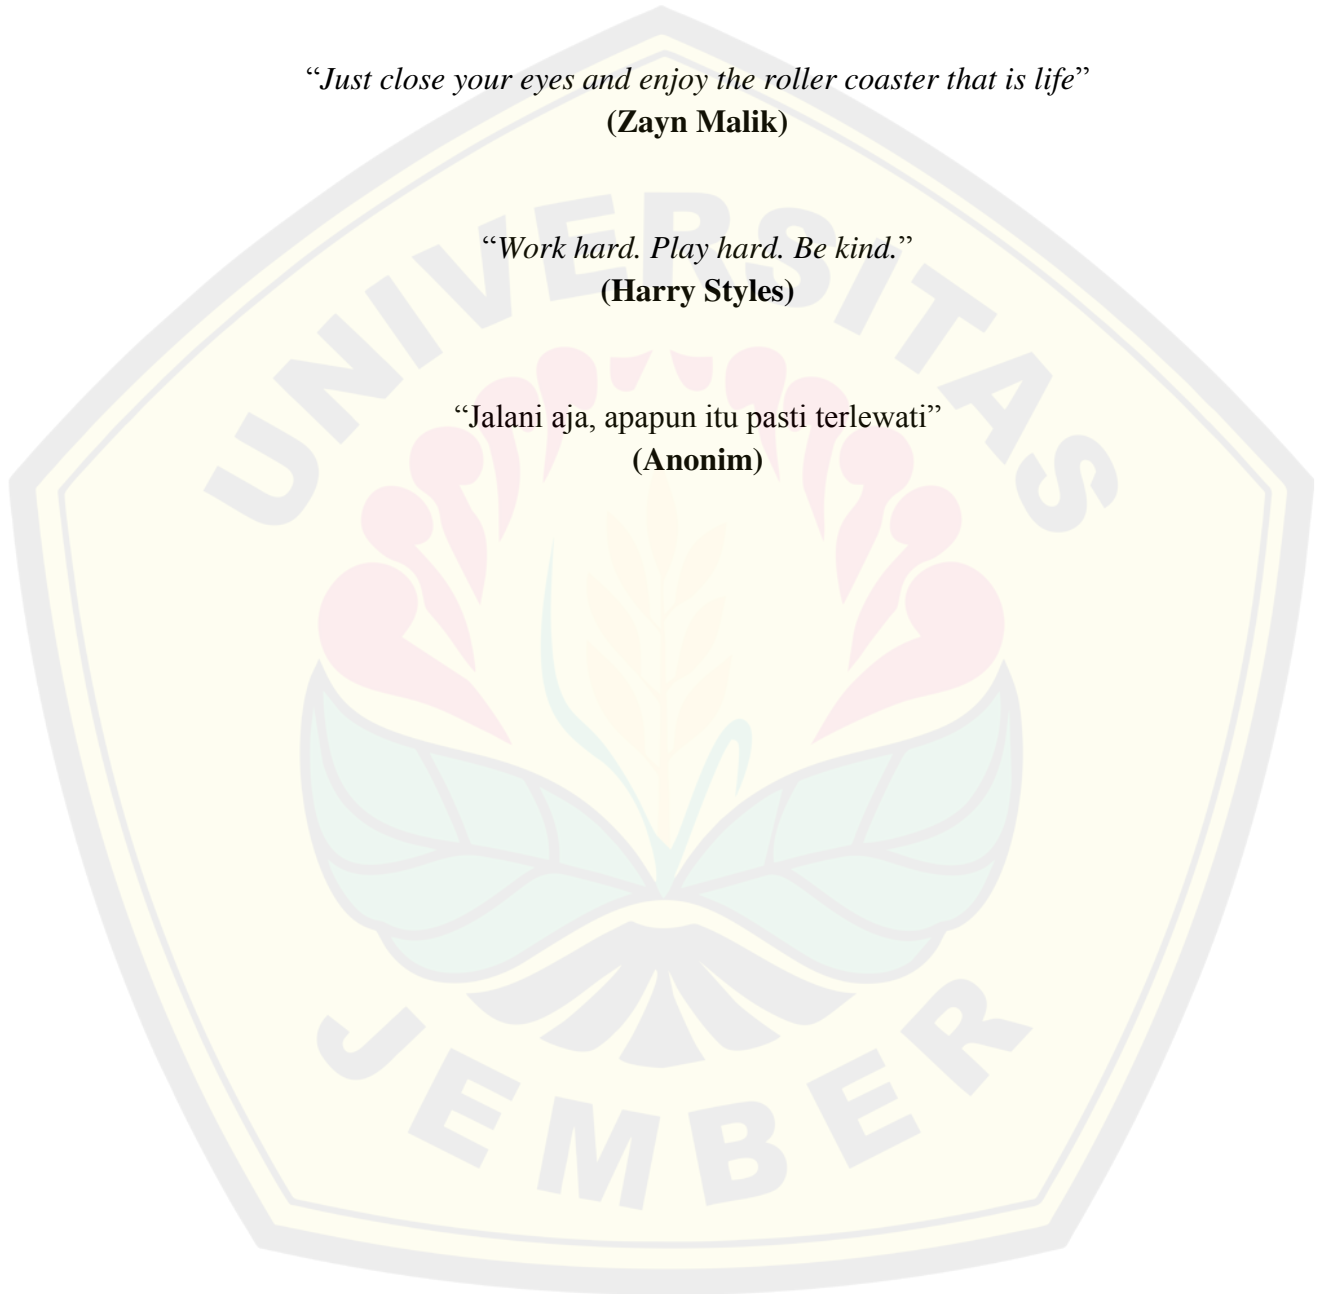 “Just close your eyes and enjoy the roller coaster that is life”
(Zayn Malik)
“Work hard. Play hard. Be kind.”
(Harry Styles)
“Jalani aja, apapun itu pasti terlewati”
(Anonim)
UNIVERSITAS
JEMBER